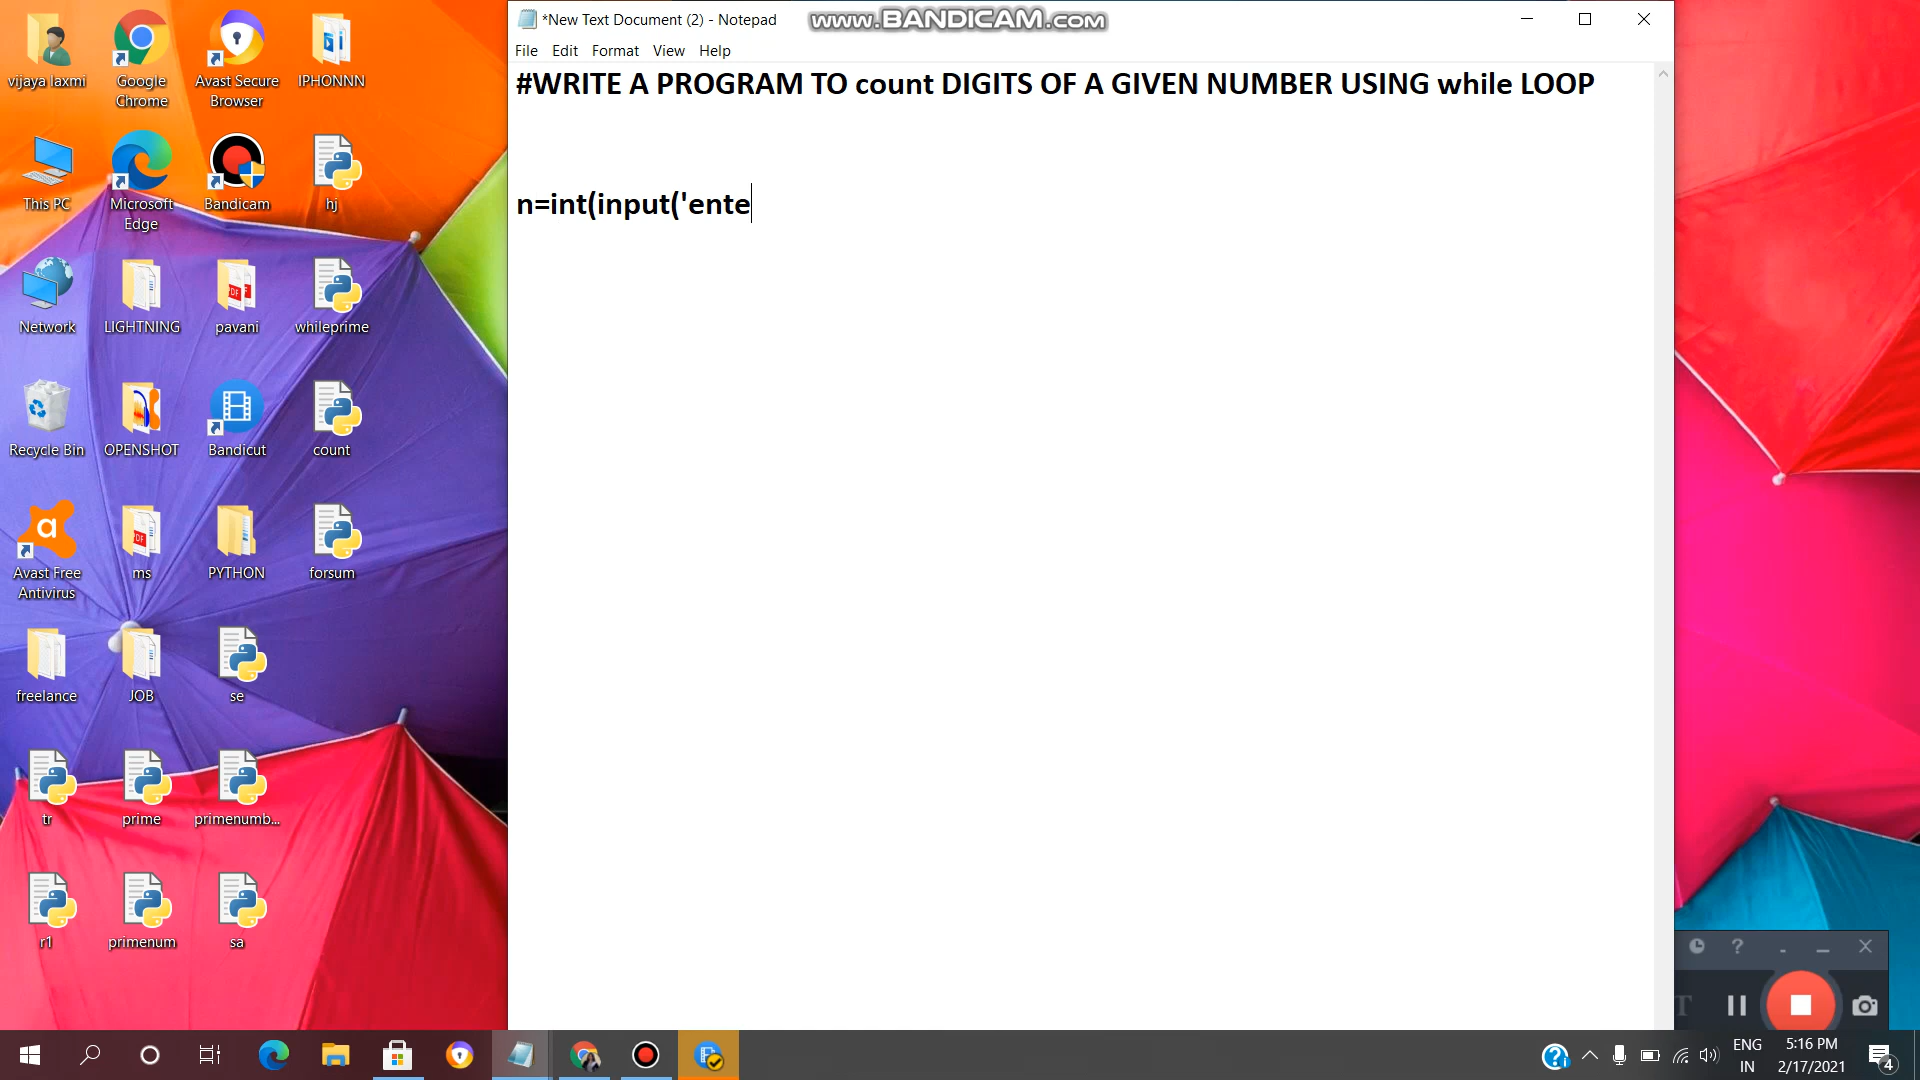 *New Text Document (2) - Notepad
www.BANDICAM.com
File Edit Format View Help
#WRITE A PROGRAM TO count DIGITS OF A GIVEN NUMBER USING while LOOP
n=int(input('ente
vijaya laxmi
Google Chrome
Avast Secure Browser
IPHONNN
This PC
Microsoft Edge
Bandicam
hj
Network
LIGHTNING
pavani
whileprime
Recycle Bin
OPENSHOT
Bandicut
count
Avast Free Antivirus
ms
PYTHON
forsum
freelance
JOB
se
tr
prime
primenumb...
r1
primenum
sa
ENG
IN
5:16 PM
2/17/2021
4